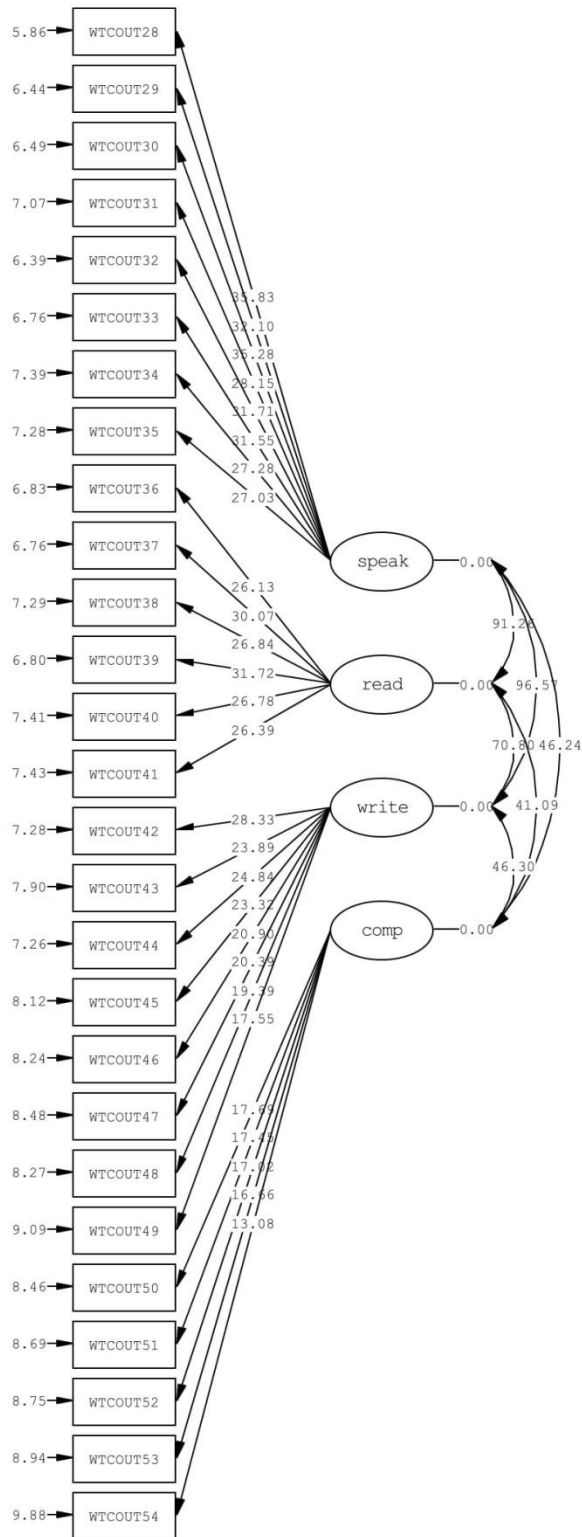 5.86 WTCOUT28
6.44 WTCOUT29
6.49 WTCOUT30
7.07 WTCOUT31
6.39 WTCOUT32
6.76 WTCOUT33
7.39 WTCOUT34
7.28 WTCOUT35
6.83 WTCOUT36
6.76 WTCOUT37
7.29 WTCOUT38
6.80 WTCOUT39
7.41 WTCOUT40
7.43 WTCOUT41
7.28 WTCOUT42
7.90 WTCOUT43
7.26 WTCOUT44
8.12 WTCOUT45
8.24 WTCOUT46
8.48 WTCOUT47
8.27 WTCOUT48
9.09 WTCOUT49
8.46 WTCOUT50
8.69 WTCOUT51
8.75 WTCOUT52
8.94 WTCOUT53
9.88 WTCOUT54
35.83
32.10
35.28
28.15
31.71
31.55
27.28
27.03
26.13
30.07
26.84
31.72
26.78
26.39
28.33
23.89
24.84
23.32
20.90
20.39
19.39
17.55
17.69
17.45
17.02
16.66
13.08
speak 0.00
read 0.00
write 0.00
comp 0.00
91.26
96.57
70.80
46.24
41.09
46.30